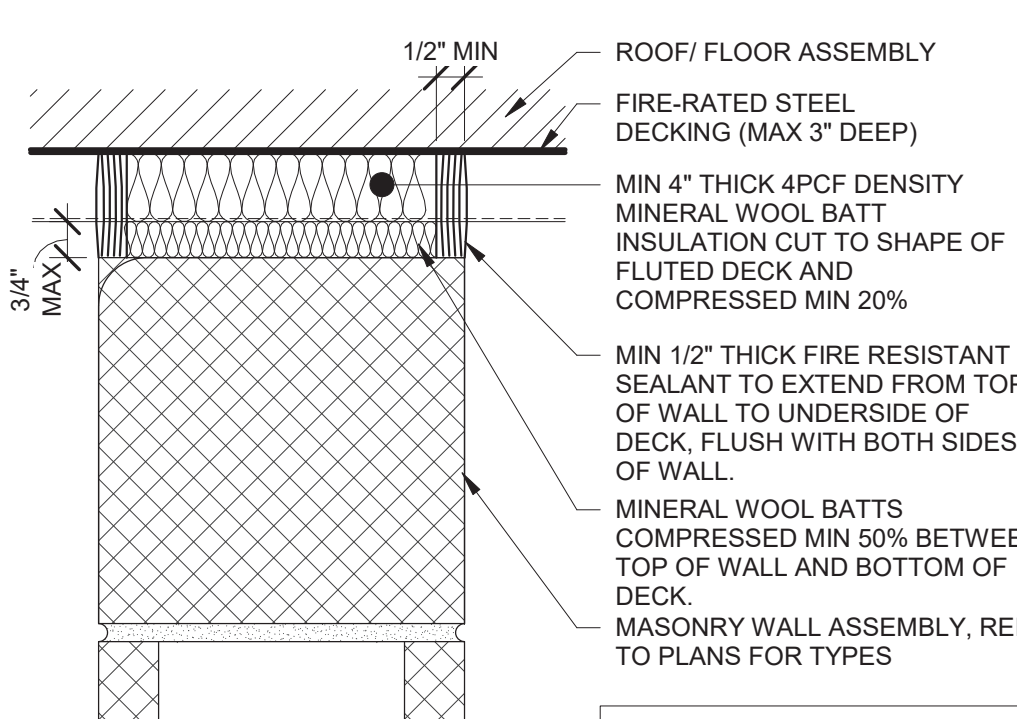 1/2" MIN
ROOF/ FLOOR ASSEMBLY
FIRE-RATED STEEL
DECKING (MAX 3" DEEP)
MIN 4" THICK 4PCF DENSITY
MINERAL WOOL BATT
INSULATION CUT TO SHAPE OF
FLUTED DECK AND
COMPRESSED MIN 20%
3/4"
MAX
MIN 1/2" THICK FIRE RESISTANT
SEALANT TO EXTEND FROM TOP
OF WALL TO UNDERSIDE OF
DECK, FLUSH WITH BOTH SIDES
OF WALL.
MINERAL WOOL BATTS
COMPRESSED MIN 50%
TOP OF WALL AND BOTTOM OF
DECK.
MASONRY WALL ASSEMBLY,
TO PLANS FOR TYPES